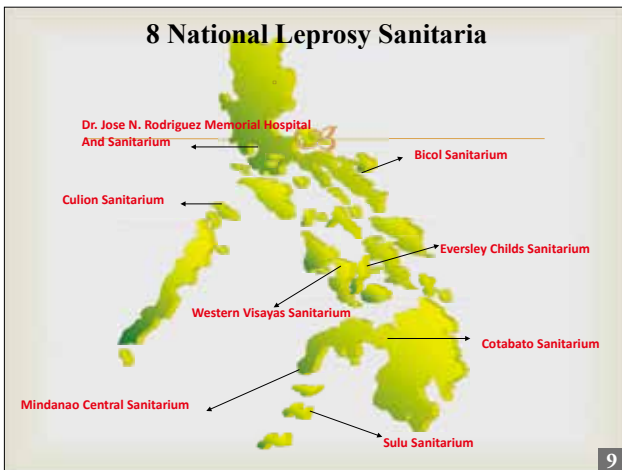 8 National Leprosy Sanitaria
Dr. Jose N. Rodriguez Memorial Hospital
And Sanitarium
Bicol Sanitarium
Culion Sanitarium
Eversley Childs Sanitarium
Western Visayas Sanitarium
Cotabato Sanitarium
Mindanao Central Sanitarium
Sulu Sanitarium
9